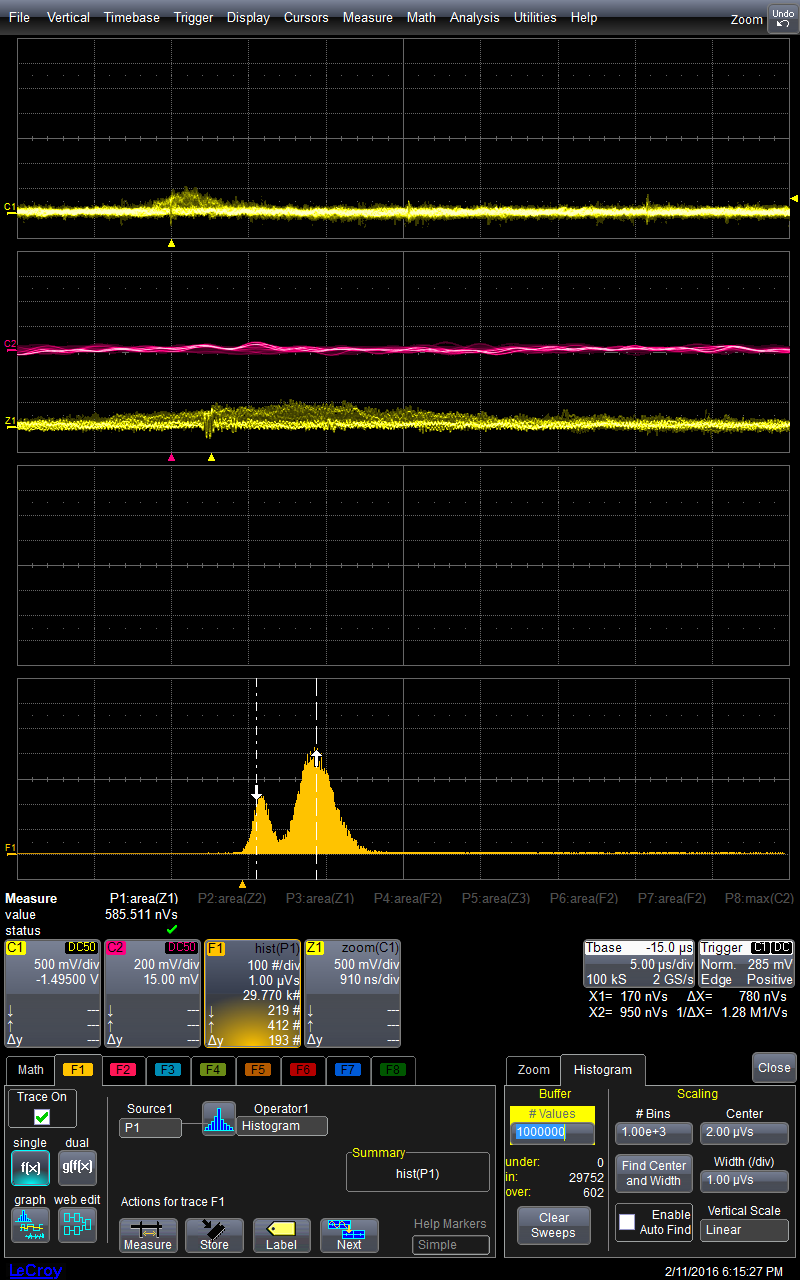 File Vertical Timebase Trigger Display Cursors Measure Math Analysis Utilities Help Zoom Undo
C1
C2
Z1
F1
Measure P1:area(Z1) P2:area(Z2) P3:area(Z1) P4:area(F2) P5:area(Z3) P6:area(F2) P7:area(F2) P8:max(C2)
value 585.511 nVs
status
C1 DC50
500 mV/div
-1.49500 V
↓ ---
↑ ---
Δy ---
C2 DC50
200 mV/div
15.00 mV
↓ ---
↑ ---
Δy ---
F1 hist(P1)
100 #/div
1.00 µVs
29.770 k#
↓ 219 #
↑ 412 #
Δy 193 #
Z1 zoom(C1)
500 mV/div
910 ns/div
↓ ---
↑ ---
Δy ---
Tbase -15.0 µs
5.00 µs/div
100 kS 2 GS/s
Trigger C1 DC
Norm. 285 mV
Edge Positive
X1= 170 nVs ΔX= 780 nVs
X2= 950 nVs 1/ΔX= 1.28 M1/Vs
Math F1 F2 F3 F4 F5 F6 F7 F8
Trace On
single dual
f(x) g(f(x))
graph web edit
Source1
P1
Operator1
Histogram
Summary
hist(P1)
Actions for trace F1
Measure Store Label Next
Help Markers
Simple
Zoom Histogram Close
Buffer
# Values
1000000
under: 0
in: 29752
over: 602
Clear
Sweeps
Scaling
# Bins
1.00e+3
Center
2.00 µVs
Find Center
and Width
Width (/div)
1.00 µVs
Enable
Auto Find
Vertical Scale
Linear
LeCroy
2/11/2016 6:15:27 PM